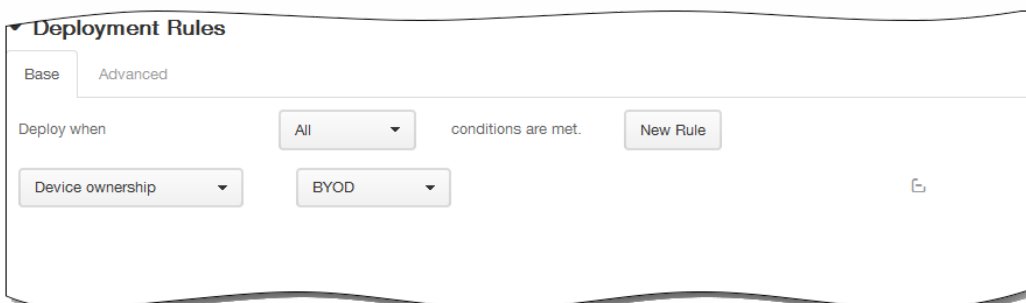 Deployment Rules
Base Advanced
Deploy when All conditions are met. New Rule
Device ownership BYOD